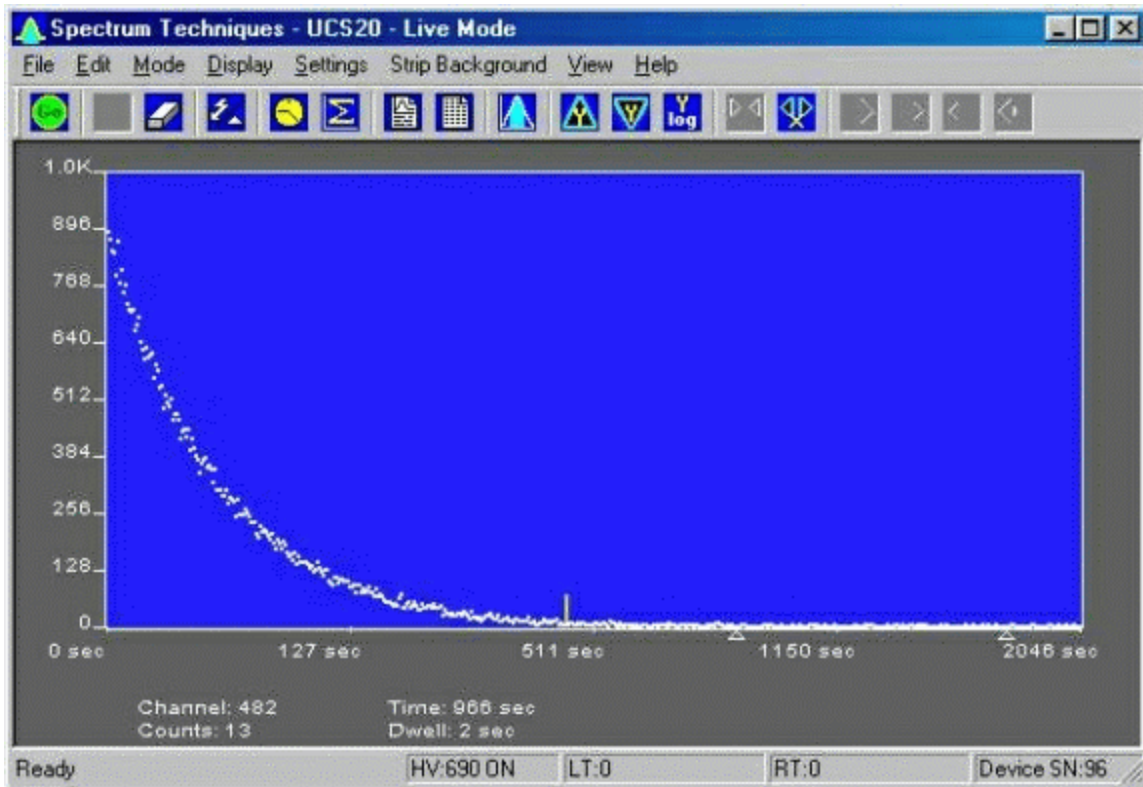 Spectrum Techniques - UCS20 - Live Mode
File Edit Mode Display Settings Strip Background View Help
Go Σ Y Y Y log
1.0K
896
768
640
512
384
256
128
0
0 sec 127 sec 511 sec 1150 sec 2046 sec
Channel: 482 Time: 966 sec
Counts: 13 Dwell: 2 sec
Ready HV:690 ON LT:0 RT:0 Device SN:96